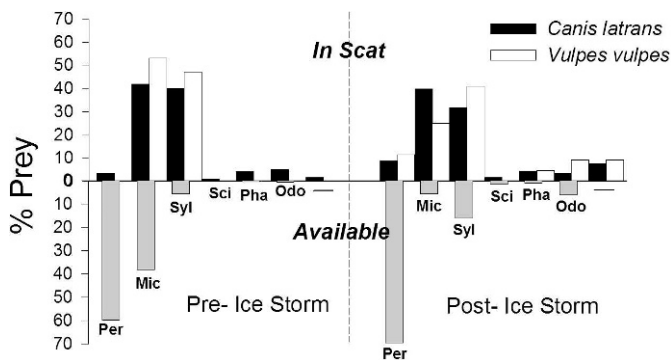 70
60
50
40
30
20
10
0
10
20
30
40
50
60
70
% Prey
In Scat
Available
Canis latrans
Vulpes vulpes
Per
Mic
Syl
Sci
Pha
Odo
Pre- Ice Storm
Per
Mic
Syl
Sci
Pha
Odo
Post- Ice Storm